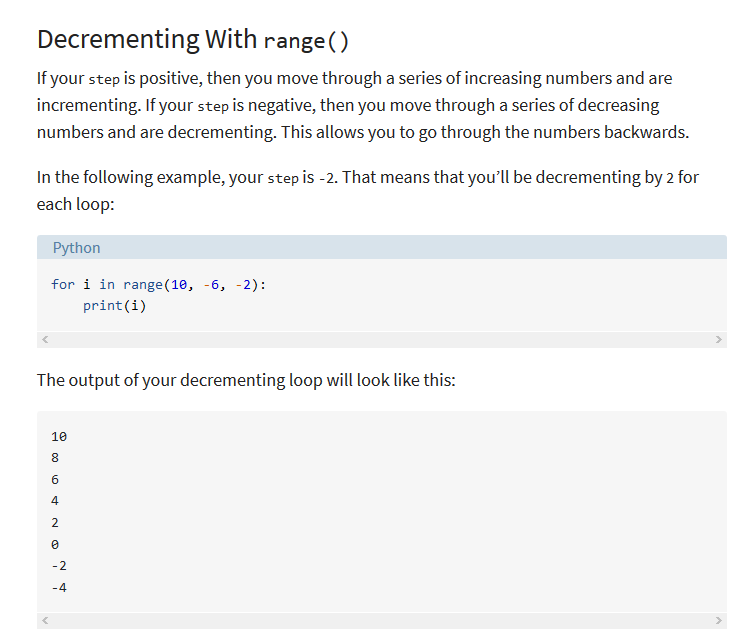 Decrementing With range()
If your step is positive, then you move through a series of increasing numbers and are
incrementing. If your step is negative, then you move through a series of decreasing
numbers and are decrementing. This allows you to go through the numbers backwards.
In the following example, your step is -2. That means that you’ll be decrementing by 2 for
each loop:
Python
for i in range(10, -6, -2):
    print(i)
The output of your decrementing loop will look like this:
10
8
6
4
2
0
-2
-4